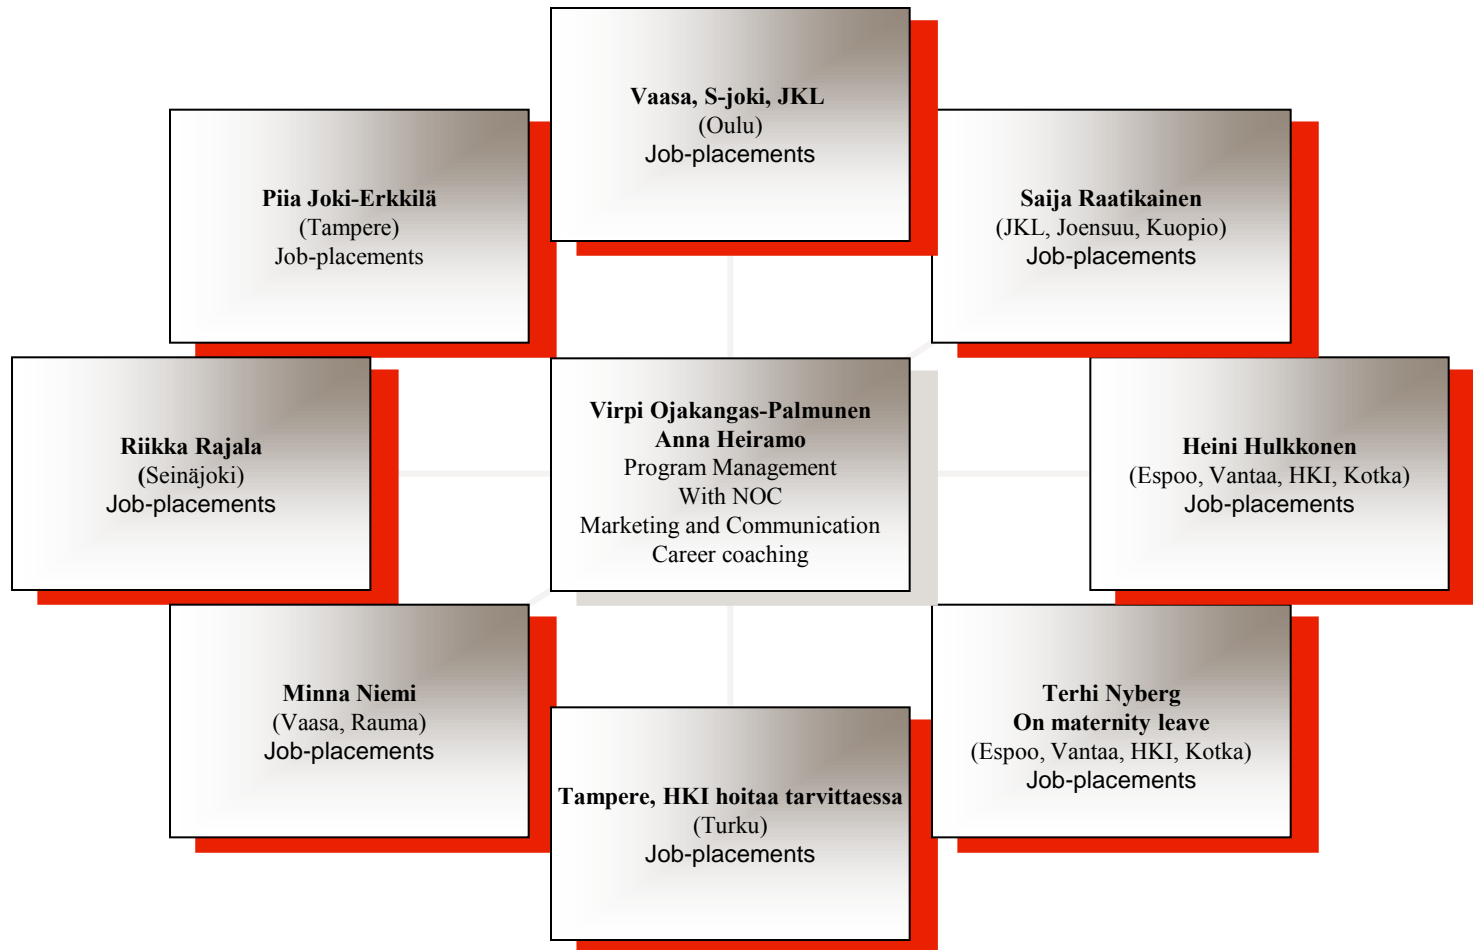 Vaasa, S-joki, JKL
(Oulu)
Job-placements
Piia Joki-Erkkilä
(Tampere)
Job-placements
Saija Raatikainen
(JKL, Joensuu, Kuopio)
Job-placements
Riikka Rajala
(Seinäjoki)
Job-placements
Virpi Ojakangas-Palmunen
Anna Heiramo
Program Management
With NOC
Marketing and Communication
Career coaching
Heini Hulkkonen
(Espoo, Vantaa, HKI, Kotka)
Job-placements
Minna Niemi
(Vaasa, Rauma)
Job-placements
Terhi Nyberg
On maternity leave
(Espoo, Vantaa, HKI, Kotka)
Job-placements
Tampere, HKI hoitaa tarvittaessa
(Turku)
Job-placements